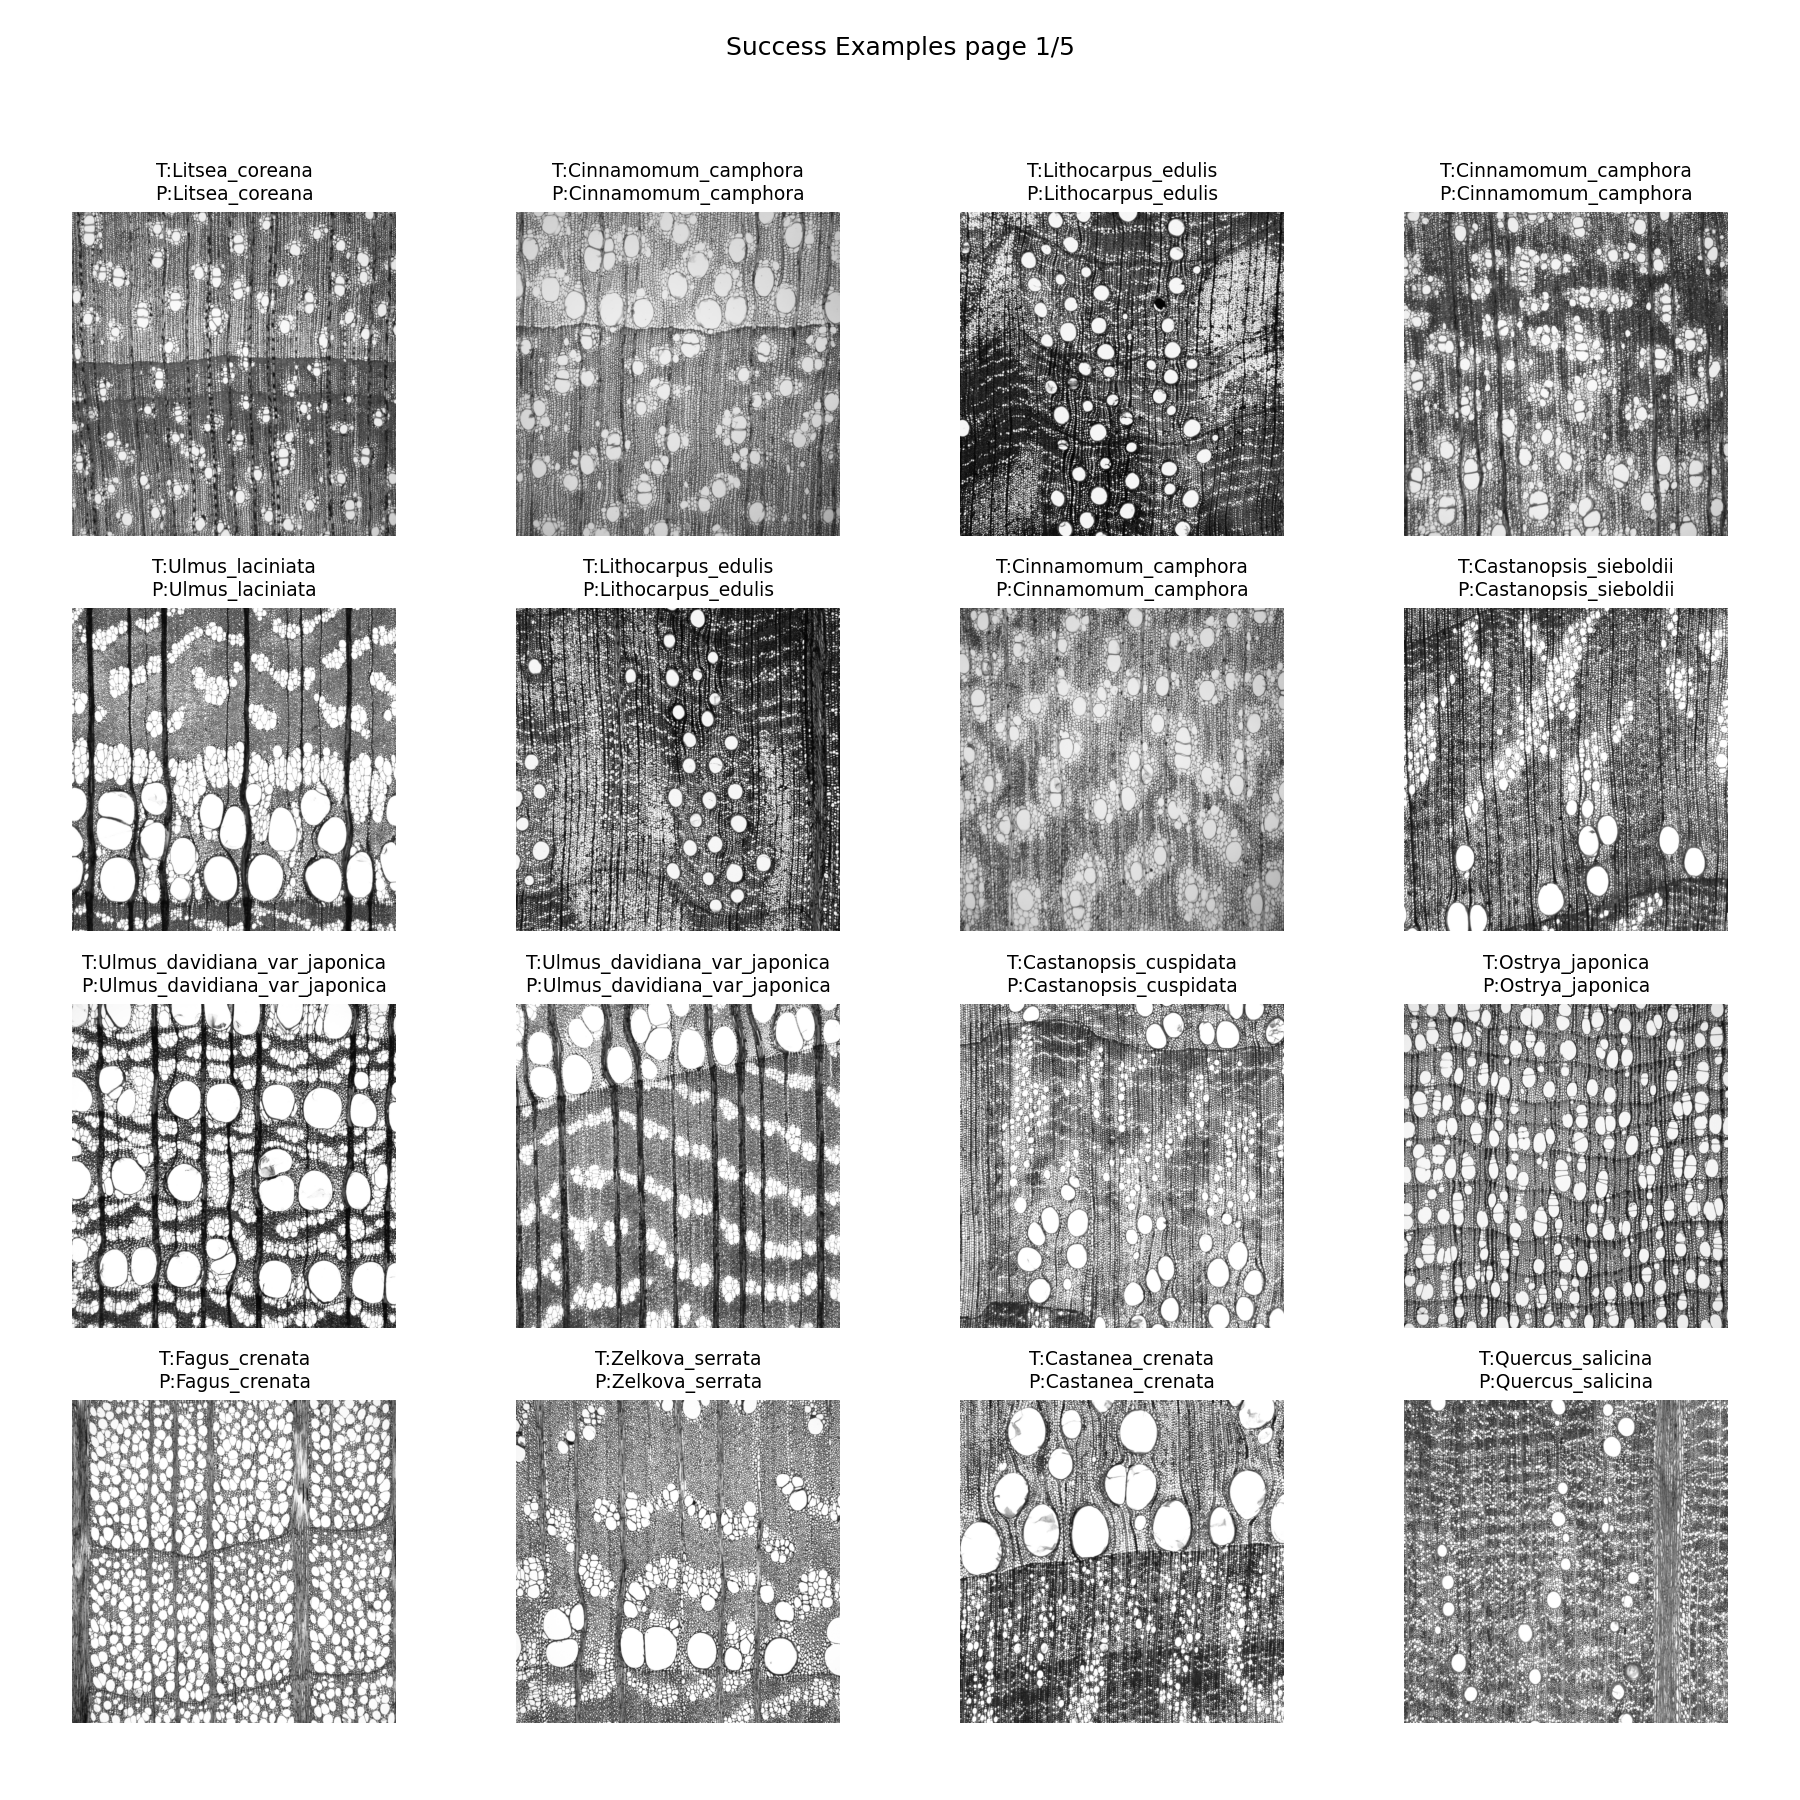 Success Examples page 1/5
T:Litsea_coreana
P:Litsea_coreana
T:Cinnamomum_camphora
P:Cinnamomum_camphora
T:Lithocarpus_edulis
P:Lithocarpus_edulis
T:Cinnamomum_camphora
P:Cinnamomum_camphora
T:Ulmus_laciniata
P:Ulmus_laciniata
T:Lithocarpus_edulis
P:Lithocarpus_edulis
T:Cinnamomum_camphora
P:Cinnamomum_camphora
T:Castanopsis_sieboldii
P:Castanopsis_sieboldii
T:Ulmus_davidiana_var_japonica
P:Ulmus_davidiana_var_japonica
T:Ulmus_davidiana_var_japonica
P:Ulmus_davidiana_var_japonica
T:Castanopsis_cuspidata
P:Castanopsis_cuspidata
T:Ostrya_japonica
P:Ostrya_japonica
T:Fagus_crenata
P:Fagus_crenata
T:Zelkova_serrata
P:Zelkova_serrata
T:Castanea_crenata
P:Castanea_crenata
T:Quercus_salicina
P:Quercus_salicina